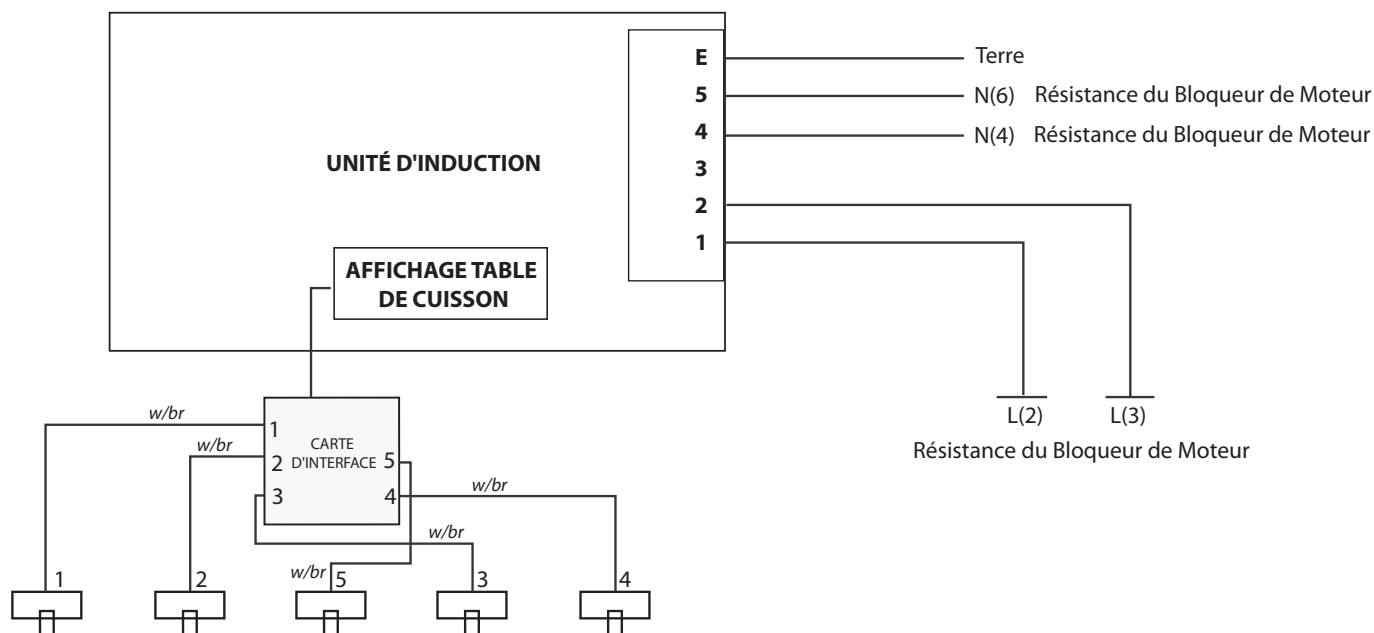 E
Terre
5
N(6) Résistance du Bloqueur de Moteur
4
N(4) Résistance du Bloqueur de Moteur
UNITÉ D'INDUCTION
3
2
1
AFFICHAGE TABLE
DE CUISSON
L(2)
L(3)
Résistance du Bloqueur de Moteur
w/br
1
CARTE
D'INTERFACE
w/br
2
5
3
4
w/br
w/br
w/br
1
2
5
3
4